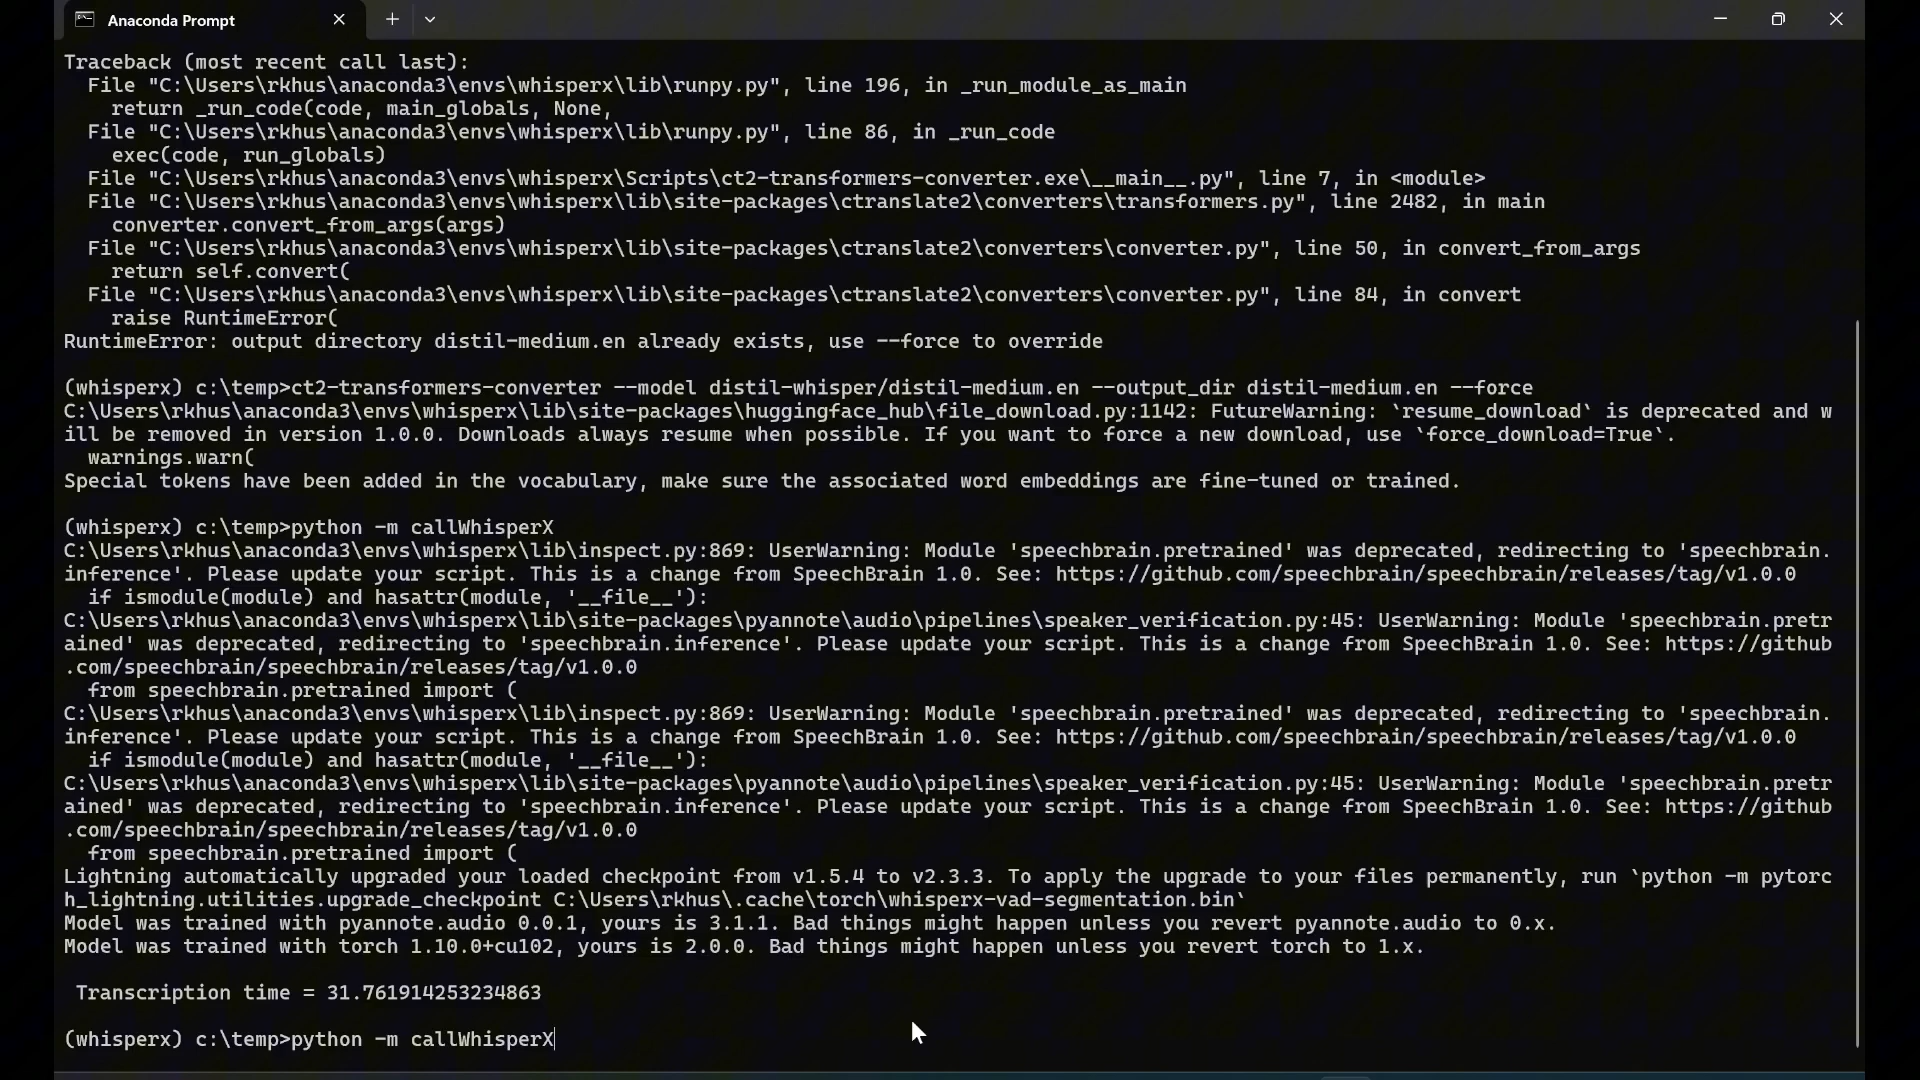 Anaconda Prompt
Traceback (most recent call last):
  File "C:\Users\rkhus\anaconda3\envs\whisperx\lib\runpy.py", line 196, in _run_module_as_main
    return _run_code(code, main_globals, None,
  File "C:\Users\rkhus\anaconda3\envs\whisperx\lib\runpy.py", line 86, in _run_code
    exec(code, run_globals)
  File "C:\Users\rkhus\anaconda3\envs\whisperx\Scripts\ct2-transformers-converter.exe\__main__.py", line 7, in <module>
  File "C:\Users\rkhus\anaconda3\envs\whisperx\lib\site-packages\ctranslate2\converters\transformers.py", line 2482, in main
    converter.convert_from_args(args)
  File "C:\Users\rkhus\anaconda3\envs\whisperx\lib\site-packages\ctranslate2\converters\converter.py", line 50, in convert_from_args
    return self.convert(
  File "C:\Users\rkhus\anaconda3\envs\whisperx\lib\site-packages\ctranslate2\converters\converter.py", line 84, in convert
    raise RuntimeError(
RuntimeError: output directory distil-medium.en already exists, use --force to override
(whisperx) c:\temp>ct2-transformers-converter --model distil-whisper/distil-medium.en --output_dir distil-medium.en --force
C:\Users\rkhus\anaconda3\envs\whisperx\lib\site-packages\huggingface_hub\file_download.py:1142: FutureWarning: `resume_download` is deprecated and w
ill be removed in version 1.0.0. Downloads always resume when possible. If you want to force a new download, use `force_download=True`.
  warnings.warn(
Special tokens have been added in the vocabulary, make sure the associated word embeddings are fine-tuned or trained.
(whisperx) c:\temp>python -m callWhisperX
C:\Users\rkhus\anaconda3\envs\whisperx\lib\inspect.py:869: UserWarning: Module 'speechbrain.pretrained' was deprecated, redirecting to 'speechbrain.
inference'. Please update your script. This is a change from SpeechBrain 1.0. See: https://github.com/speechbrain/speechbrain/releases/tag/v1.0.0
  if ismodule(module) and hasattr(module, '__file__'):
C:\Users\rkhus\anaconda3\envs\whisperx\lib\site-packages\pyannote\audio\pipelines\speaker_verification.py:45: UserWarning: Module 'speechbrain.pretr
ained' was deprecated, redirecting to 'speechbrain.inference'. Please update your script. This is a change from SpeechBrain 1.0. See: https://github
.com/speechbrain/speechbrain/releases/tag/v1.0.0
  from speechbrain.pretrained import (
C:\Users\rkhus\anaconda3\envs\whisperx\lib\inspect.py:869: UserWarning: Module 'speechbrain.pretrained' was deprecated, redirecting to 'speechbrain.
inference'. Please update your script. This is a change from SpeechBrain 1.0. See: https://github.com/speechbrain/speechbrain/releases/tag/v1.0.0
  if ismodule(module) and hasattr(module, '__file__'):
C:\Users\rkhus\anaconda3\envs\whisperx\lib\site-packages\pyannote\audio\pipelines\speaker_verification.py:45: UserWarning: Module 'speechbrain.pretr
ained' was deprecated, redirecting to 'speechbrain.inference'. Please update your script. This is a change from SpeechBrain 1.0. See: https://github
.com/speechbrain/speechbrain/releases/tag/v1.0.0
  from speechbrain.pretrained import (
Lightning automatically upgraded your loaded checkpoint from v1.5.4 to v2.3.3. To apply the upgrade to your files permanently, run `python -m pytorc
h_lightning.utilities.upgrade_checkpoint C:\Users\rkhus\.cache\torch\whisperx-vad-segmentation.bin`
Model was trained with pyannote.audio 0.0.1, yours is 3.1.1. Bad things might happen unless you revert pyannote.audio to 0.x.
Model was trained with torch 1.10.0+cu102, yours is 2.0.0. Bad things might happen unless you revert torch to 1.x.
 Transcription time = 31.761914253234863
(whisperx) c:\temp>python -m callWhisperX